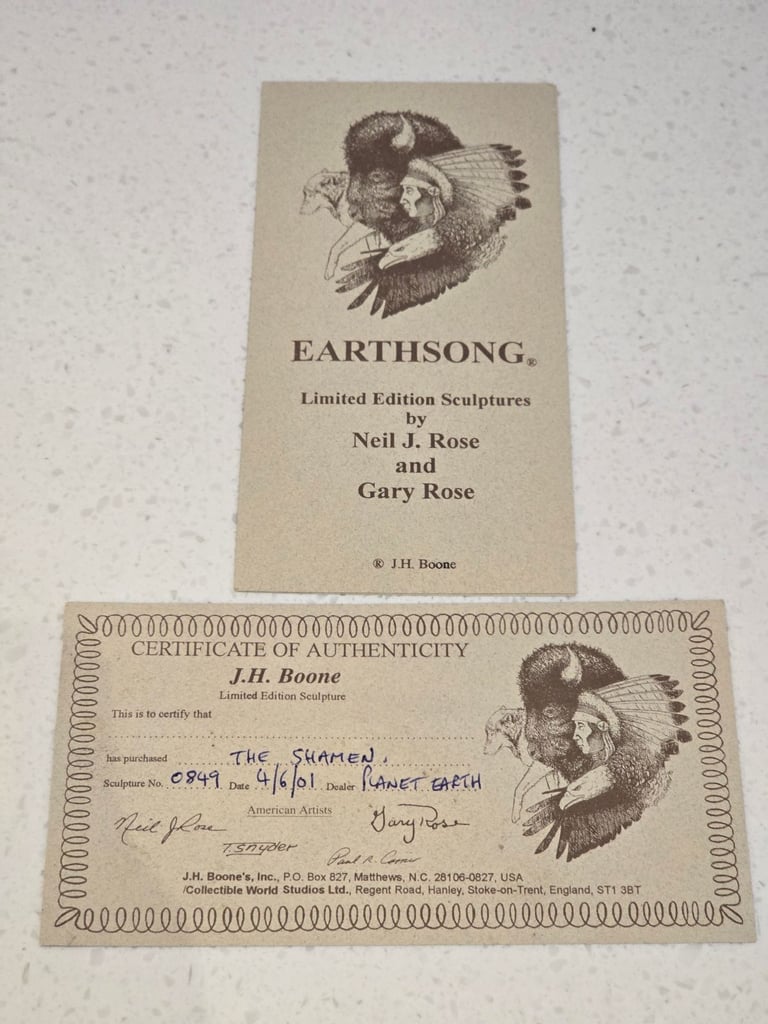 EARTHSONG®
Limited Edition Sculptures
by
Neil J. Rose
and
Gary Rose
® J.H. Boone
CERTIFICATE OF AUTHENTICITY
J.H. Boone
Limited Edition Sculpture
This is to certify that
has purchased THE SHAMEN.
Sculpture No. 0849 Date 4/6/01 Dealer PLANET EARTH
American Artists
Neil J Rose Gary Rose
T. Snyder
Paul R.
J.H. Boone's, Inc., P.O. Box 827, Matthews, N.C. 28106-0827, USA
/Collectible World Studios Ltd., Regent Road, Hanley, Stoke-on-Trent, England, ST1 3BT